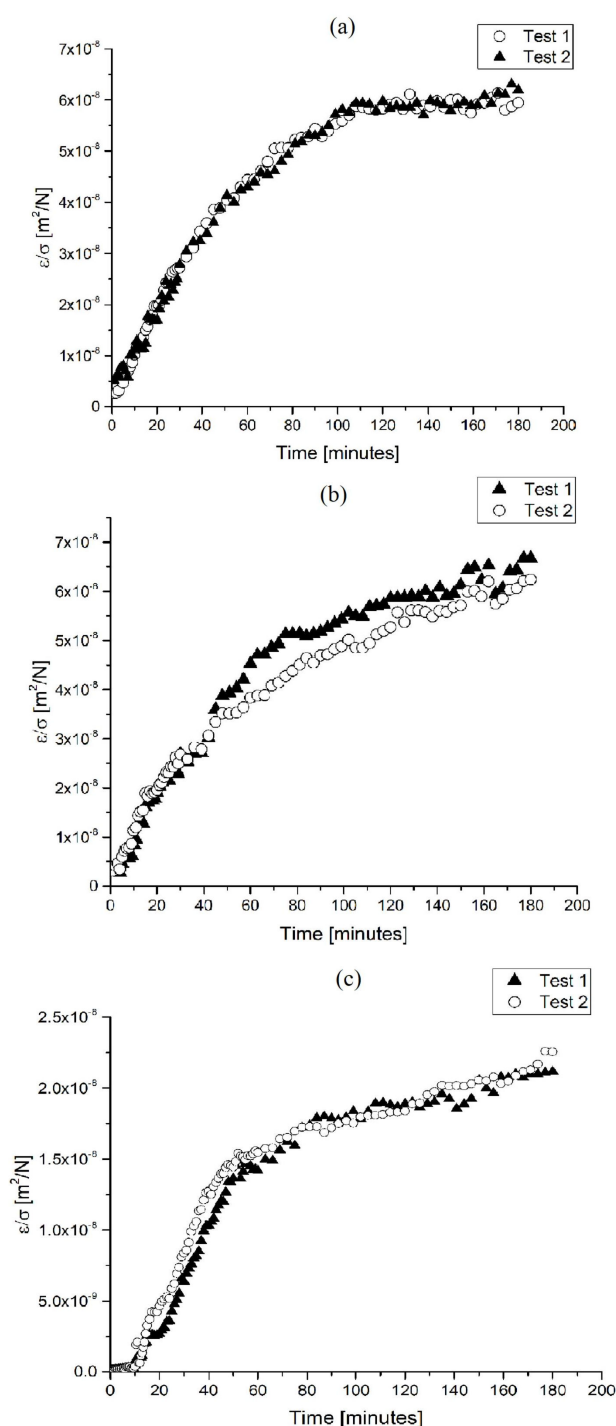 (a)
Test 1
Test 2
7x10⁻⁸
6x10⁻⁸
5x10⁻⁸
4x10⁻⁸
3x10⁻⁸
2x10⁻⁸
1x10⁻⁸
0
ε/σ [m²/N]
0 20 40 60 80 100 120 140 160 180 200
Time [minutes]
(b)
Test 1
Test 2
7x10⁻⁸
6x10⁻⁸
5x10⁻⁸
4x10⁻⁸
3x10⁻⁸
2x10⁻⁸
1x10⁻⁸
0
ε/σ [m²/N]
0 20 40 60 80 100 120 140 160 180 200
Time [minutes]
(c)
Test 1
Test 2
2.5x10⁻⁸
2.0x10⁻⁸
1.5x10⁻⁸
1.0x10⁻⁸
5.0x10⁻⁹
0.0
ε/σ [m²/N]
0 20 40 60 80 100 120 140 160 180 200
Time [minutes]